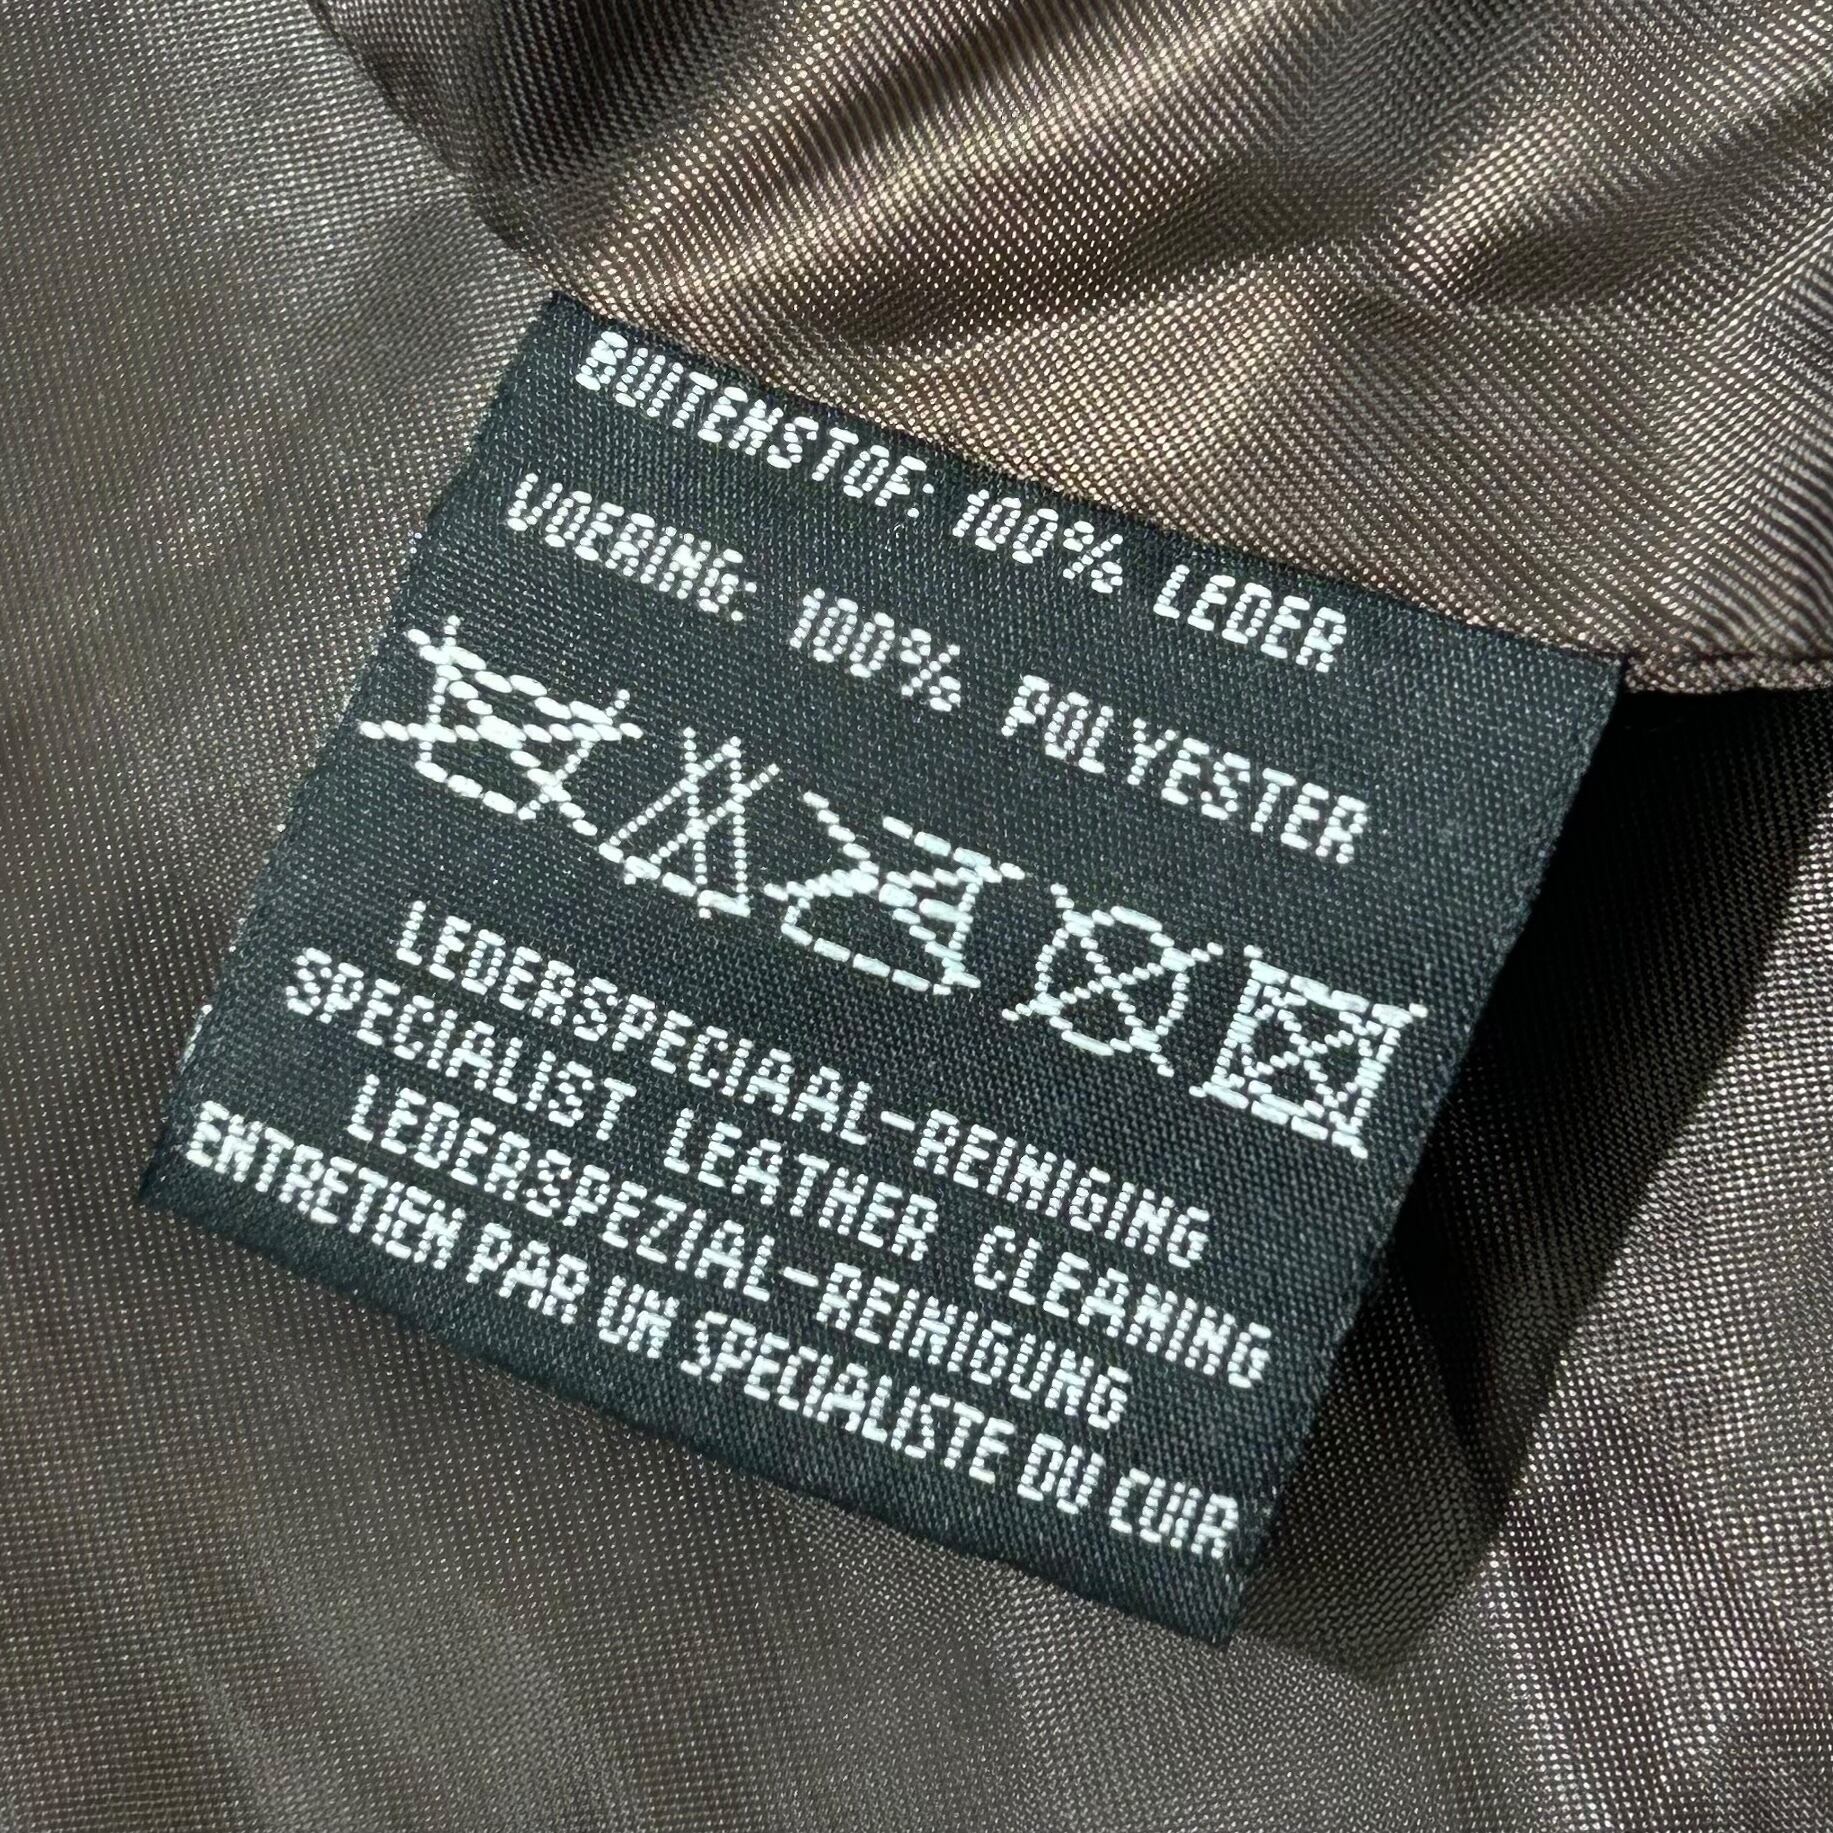 BUITENSTOF: 100% LEDER
VOERING: 100% POLYESTER
LEDERSPECIAAL-REINIGING
SPECIALIST LEATHER CLEANING
LEDERSPEZIAL-REINIGUNG
ENTRETIEN PAR UN SPECIALISTE DU CUIR